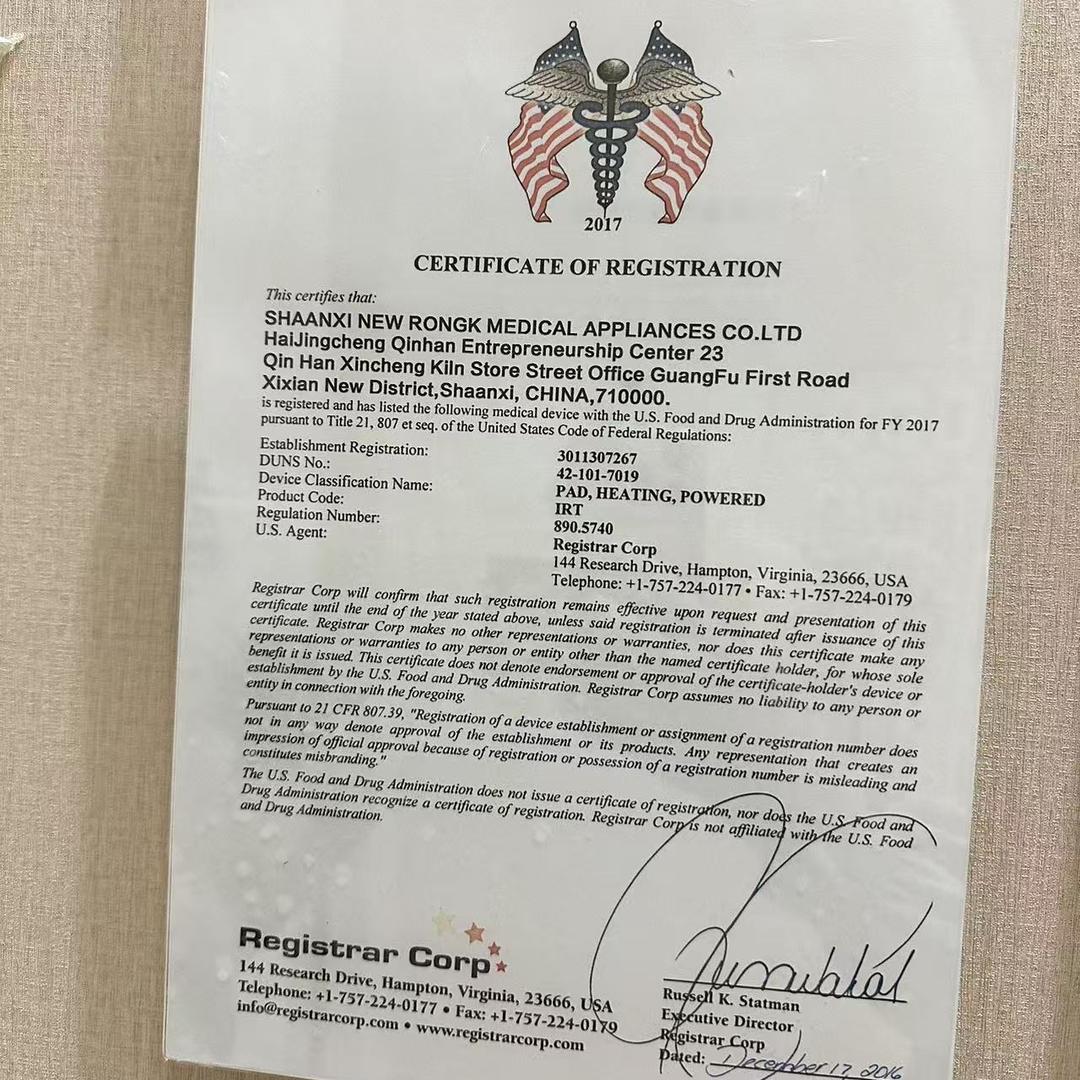 2017
CERTIFICATE OF REGISTRATION
This certifies that:
SHAANXI NEW RONGK MEDICAL APPLIANCES CO.LTD
HaiJingcheng Qinhan Entrepreneurship Center 23
Qin Han Xincheng Kiln Store Street Office GuangFu First Road
Xixian New District,Shaanxi, CHINA,710000.
is registered and has listed the following medical device with the U.S. Food and Drug Administration for FY 2017
pursuant to Title 21, 807 et seq. of the United States Code of Federal Regulations:
Establishment Registration: 3011307267
DUNS No.: 42-101-7019
Device Classification Name: PAD, HEATING, POWERED
Product Code: IRT
Regulation Number: 890.5740
U.S. Agent: Registrar Corp
144 Research Drive, Hampton, Virginia, 23666, USA
Telephone: +1-757-224-0177 • Fax: +1-757-224-0179
Registrar Corp will confirm that such registration remains effective upon request and presentation of this
certificate until the end of the year stated above, unless said registration is terminated after issuance of this
certificate. Registrar Corp makes no other representations or warranties, nor does this certificate make any
representations or warranties to any person or entity other than the named certificate holder, for whose sole
benefit it is issued. This certificate does not denote endorsement or approval of the certificate-holder's device or
establishment by the U.S. Food and Drug Administration. Registrar Corp assumes no liability to any person or
entity in connection with the foregoing.
Pursuant to 21 CFR 807.39, "Registration of a device establishment or assignment of a registration number does
not in any way denote approval of the establishment or its products. Any representation that creates an
impression of official approval because of registration or possession of a registration number is misleading and
constitutes misbranding."
The U.S. Food and Drug Administration does not issue a certificate of registration, nor does the U.S. Food and
Drug Administration recognize a certificate of registration. Registrar Corp is not affiliated with the U.S. Food
and Drug Administration.
Registrar Corp
144 Research Drive, Hampton, Virginia, 23666, USA
Telephone: +1-757-224-0177 • Fax: +1-757-224-0179
info@registrarcorp.com • www.registrarcorp.com
Russell K. Statman
Executive Director
Registrar Corp
Dated: December 17, 2016